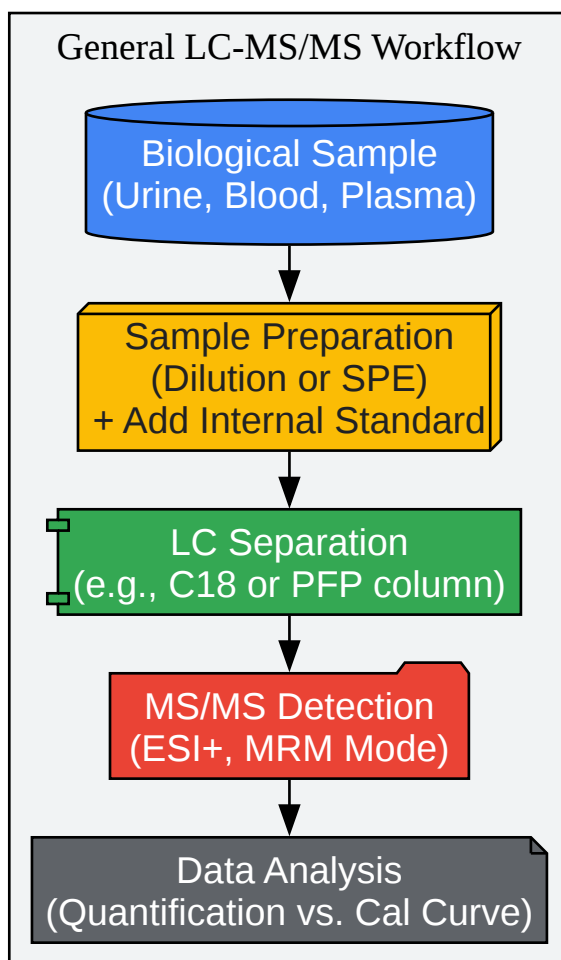 General LC-MS/MS Workflow
Biological Sample
(Urine, Blood, Plasma)
Sample Preparation
(Dilution or SPE)
+ Add Internal Standard
LC Separation
(e.g., C18 or PFP column)
MS/MS Detection
(ESI+, MRM Mode)
Data Analysis
(Quantification vs. Cal Curve)